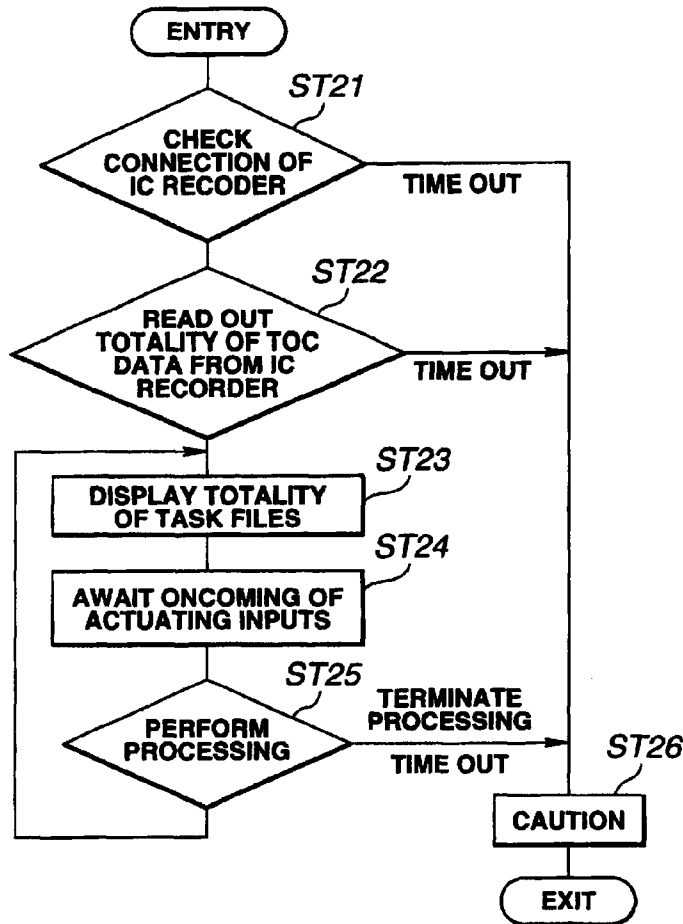 ENTRY
ST21
CHECK
CONNECTION OF
IC RECODER
TIME OUT
ST22
READ OUT
TOTALITY OF TOC
DATA FROM IC
RECORDER
TIME OUT
ST23
DISPLAY TOTALITY
OF TASK FILES
ST24
AWAIT ONCOMING OF
ACTUATING INPUTS
ST25
PERFORM
PROCESSING
TERMINATE
PROCESSING
TIME OUT
ST26
CAUTION
EXIT